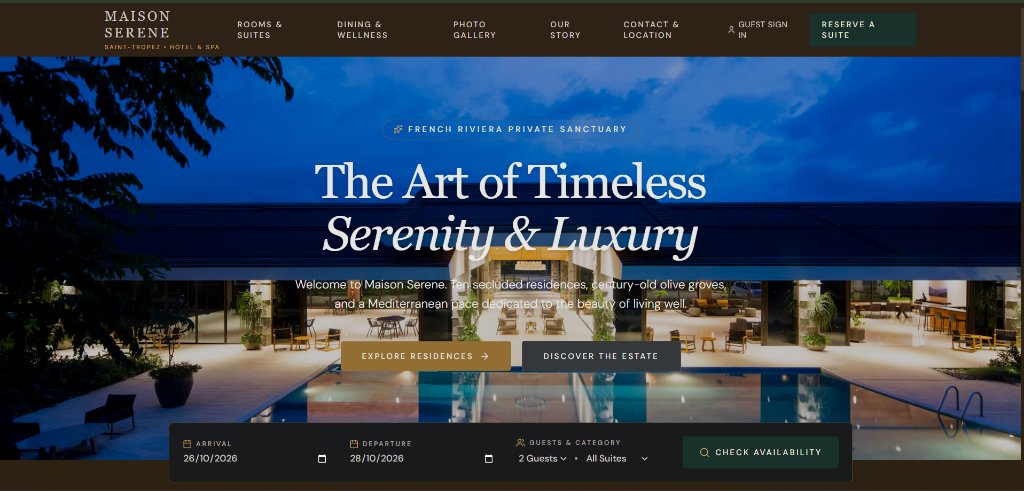 MAISON
SERENE
SAINT-TROPEZ • HÔTEL & SPA
ROOMS &
SUITES
DINING &
WELLNESS
PHOTO
GALLERY
OUR
STORY
CONTACT &
LOCATION
GUEST SIGN
IN
RESERVE A
SUITE
FRENCH RIVIERA PRIVATE SANCTUARY
The Art of Timeless
Serenity & Luxury
Welcome to Maison Serene. Ten secluded residences, century-old olive groves,
and a Mediterranean pace dedicated to the beauty of living well.
EXPLORE RESIDENCES →
DISCOVER THE ESTATE
ARRIVAL
26/10/2026
DEPARTURE
28/10/2026
GUESTS & CATEGORY
2 Guests • All Suites
CHECK AVAILABILITY